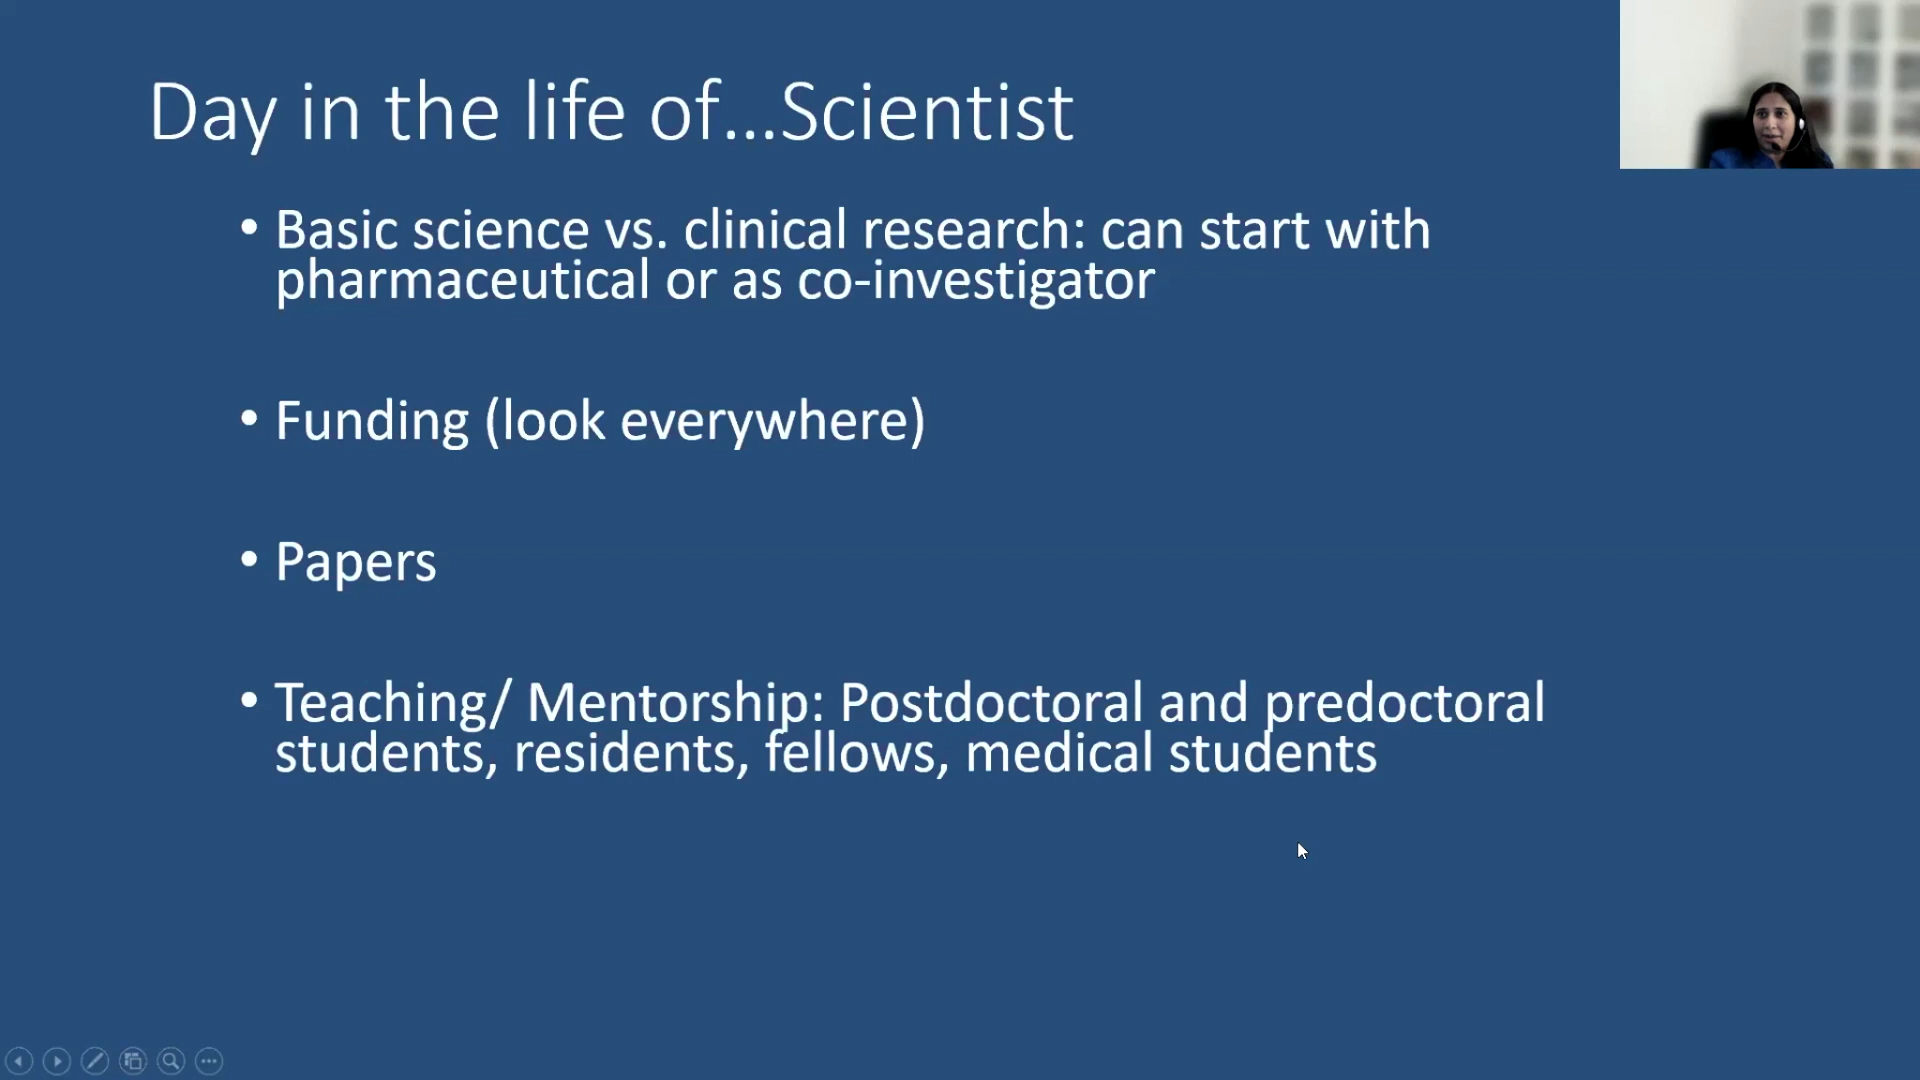 Day in the life of...Scientist
• Basic science vs. clinical research: can start with
pharmaceutical or as co-investigator
• Funding (look everywhere)
• Papers
• Teaching/ Mentorship: Postdoctoral and predoctoral
students, residents, fellows, medical students